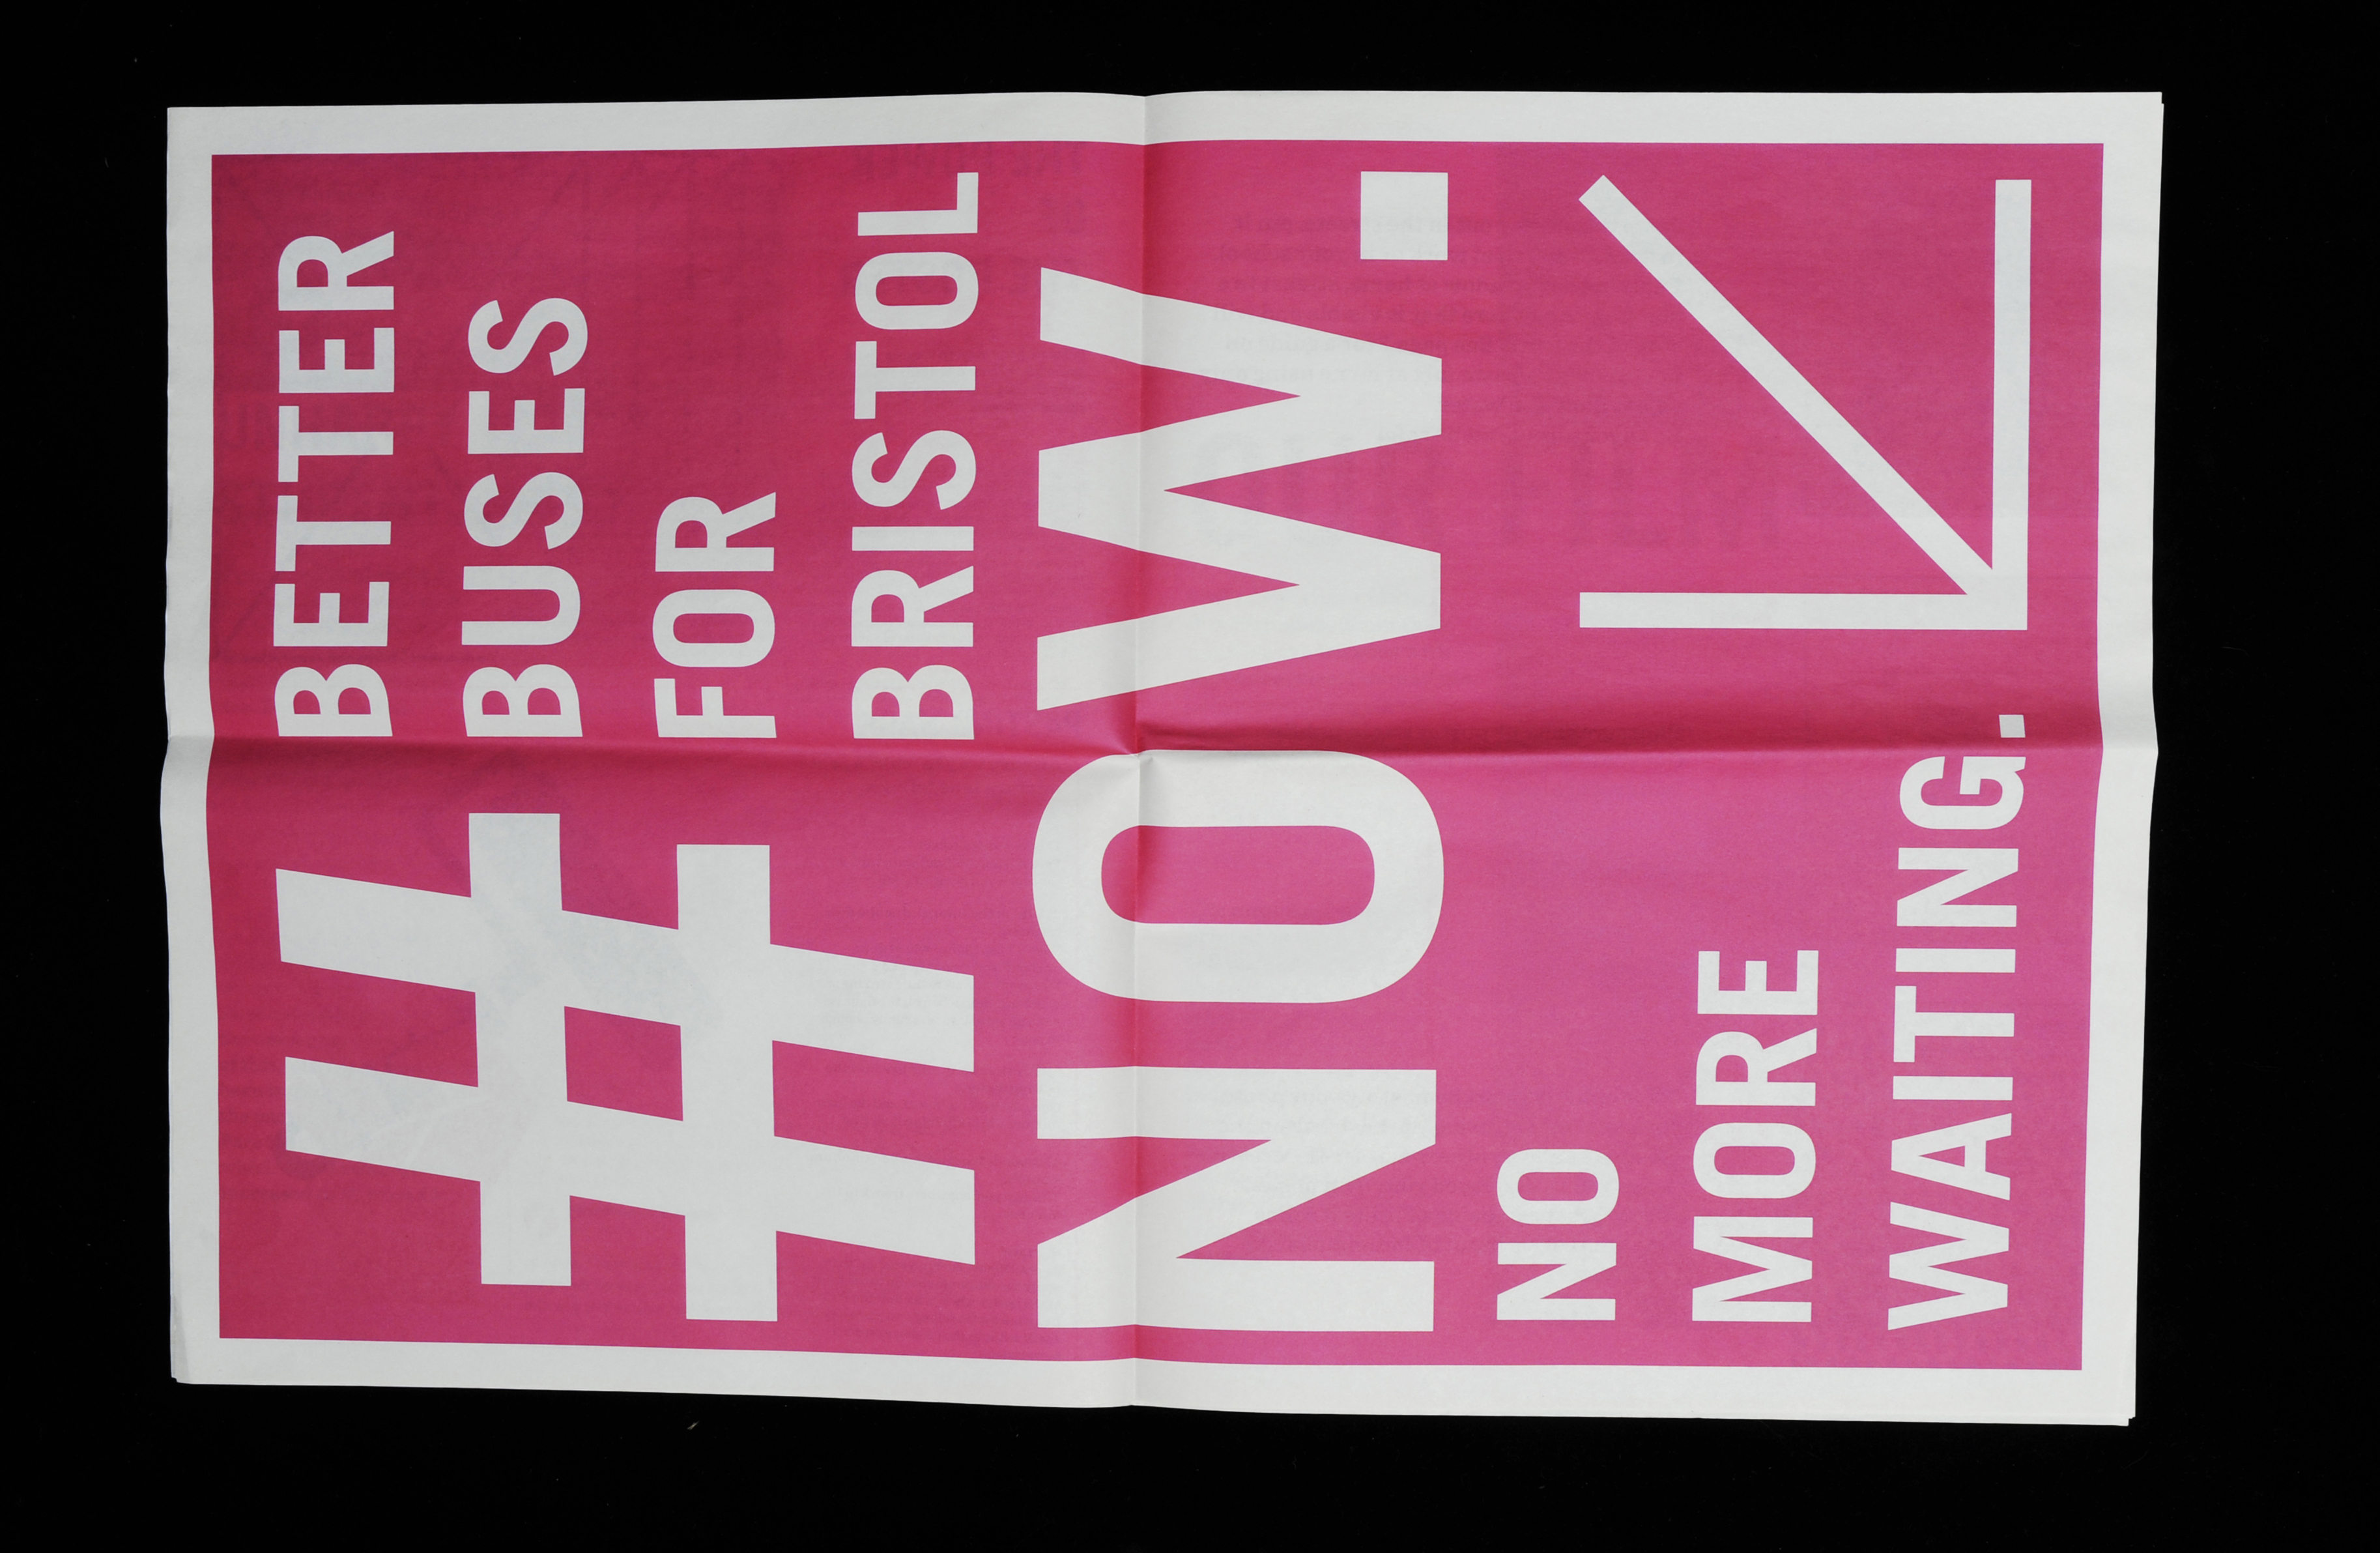 BETTER
BUSES
FOR
BRISTOL
#
NOW.
NO
MORE
WAITING.